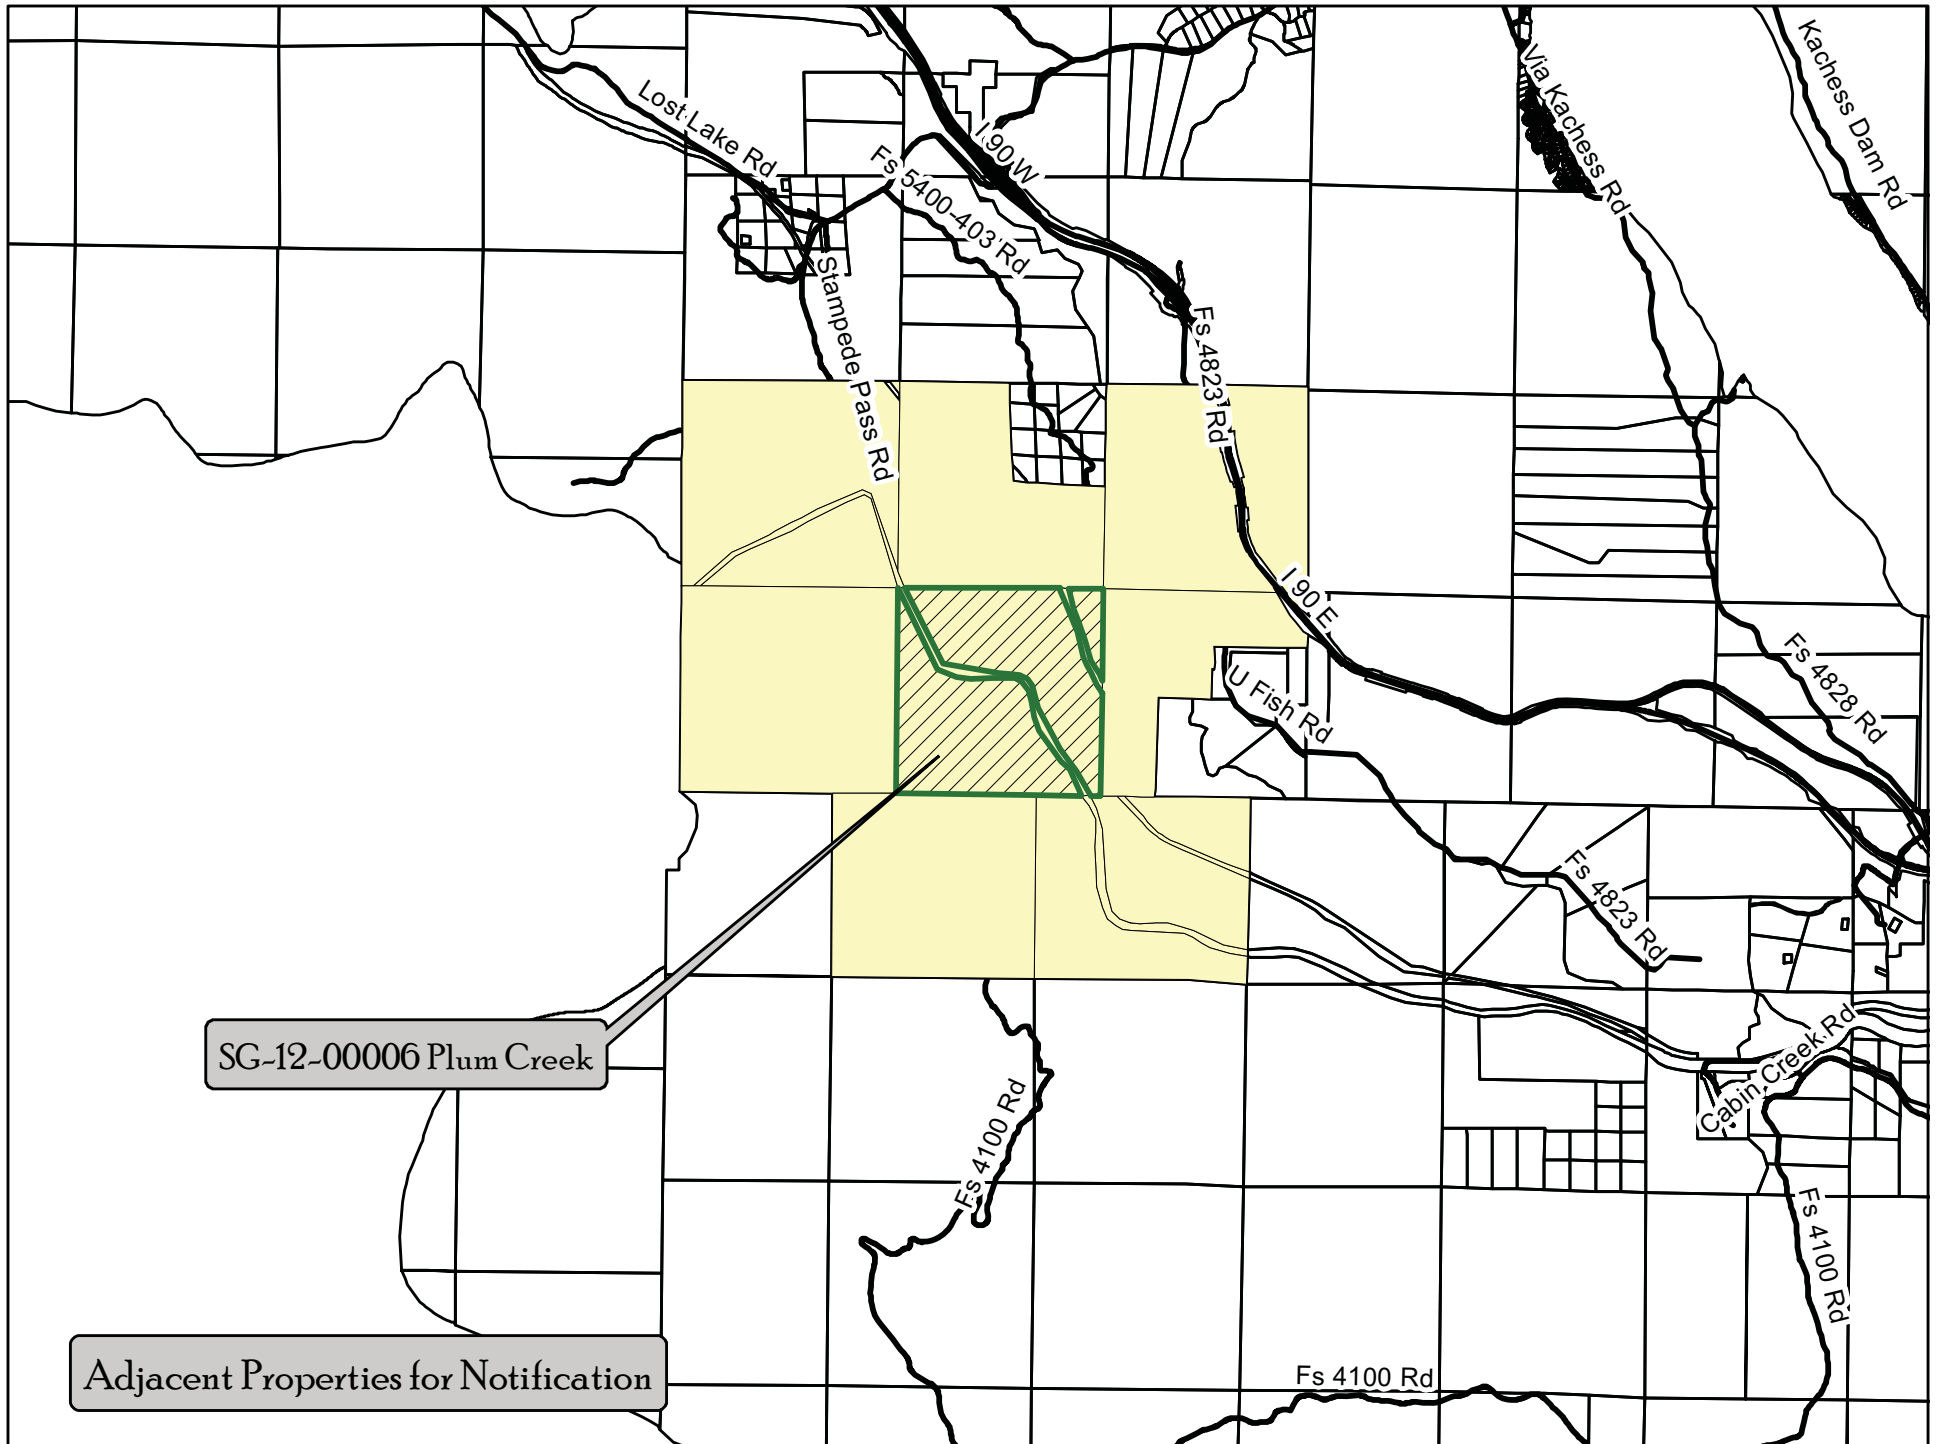 Kachess Dam Rd
Via Kachess Rd
Lost Lake Rd
I 90 W
Fs 5400-403 Rd
Stampede Pass Rd
Fs 4823 Rd
I 90 E
U Fish Rd
Fs 4828 Rd
Fs 4823 Rd
SG-12-00006 Plum Creek
Cabin Creek Rd
Fs 4100 Rd
Fs 4100 Rd
Adjacent Properties for Notification
Fs 4100 Rd